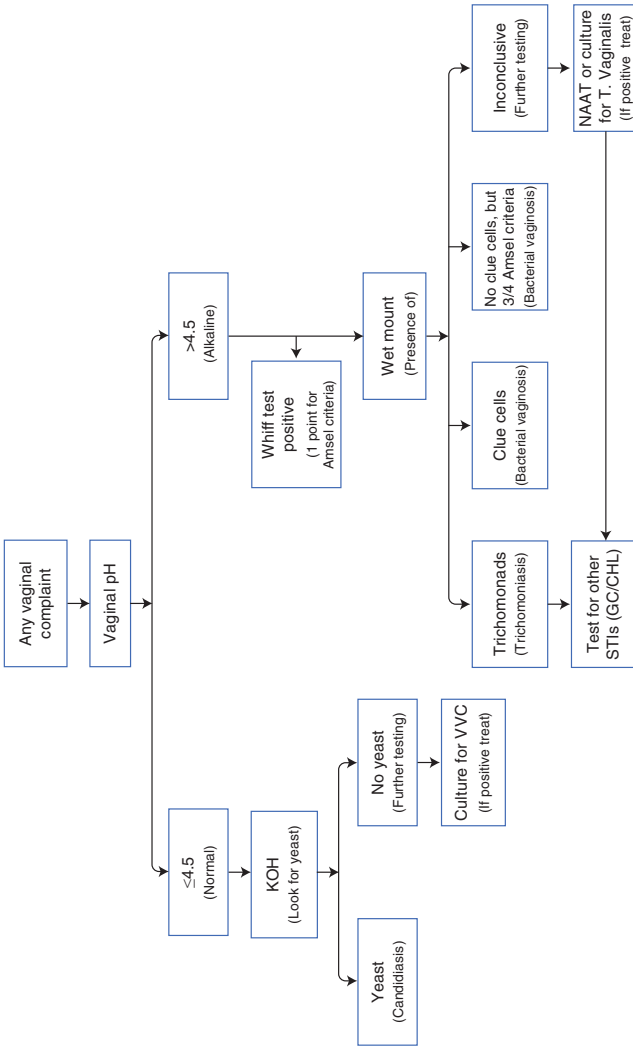 Any vaginal
complaint
Vaginal pH
≤4.5
(Normal)
>4.5
(Alkaline)
KOH
(Look for yeast)
Whiff test
positive
(1 point for
Amsel criteria)
Yeast
(Candidiasis)
No yeast
(Further testing)
Wet mount
(Presence of)
Culture for VVC
(If positive treat)
Trichomonads
(Trichomoniasis)
Clue cells
(Bacterial vaginosis)
No clue cells, but
3/4 Amsel criteria
(Bacterial vaginosis)
Inconclusive
(Further testing)
Test for other
STIs (GC/CHL)
NAAT or culture
for T. Vaginalis
(If positive treat)